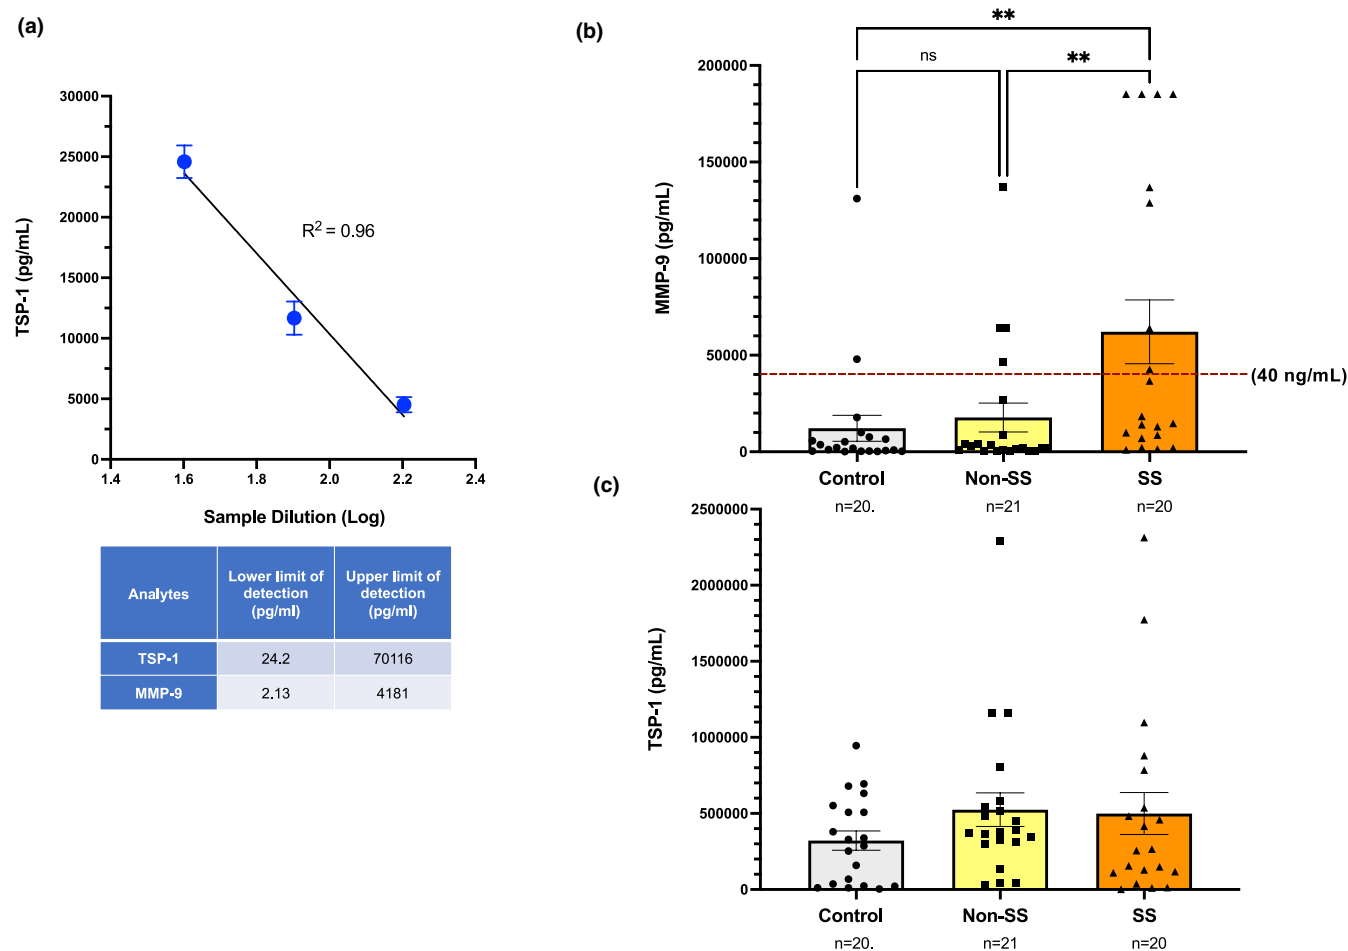 (a)
30000
25000
20000
15000
10000
5000
0
TSP-1 (pg/mL)
R² = 0.96
1.4 1.6 1.8 2.0 2.2 2.4
Sample Dilution (Log)
Analytes Lower limit of detection (pg/ml) Upper limit of detection (pg/ml)
TSP-1 24.2 70116
MMP-9 2.13 4181
(b)
**
ns **
200000
150000
100000
50000
0
MMP-9 (pg/mL)
(40 ng/mL)
Control Non-SS SS
n=20. n=21 n=20
(c)
2500000
2000000
1500000
1000000
500000
0
TSP-1 (pg/mL)
Control Non-SS SS
n=20. n=21 n=20